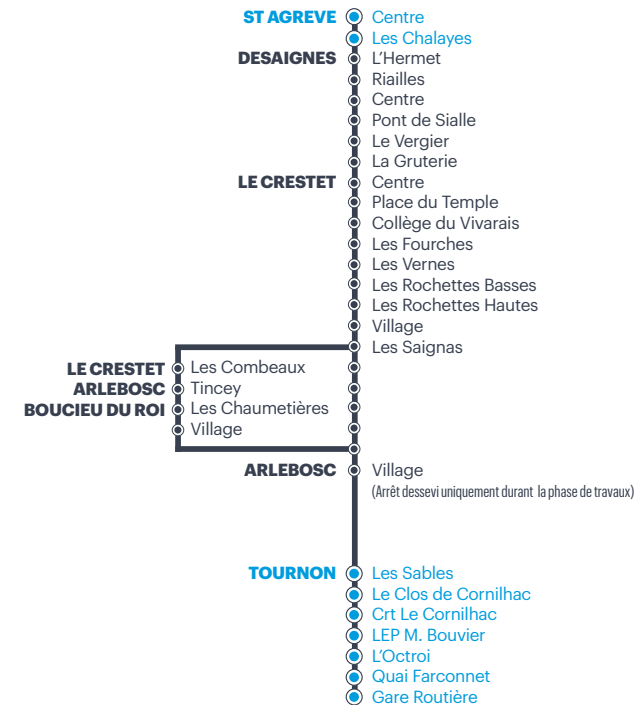 ST AGREVE Centre
Les Chalayes
DESAIGNES L'Hermet
Riailles
Centre
Pont de Sialle
Le Vergier
La Gruterie
LE CRESTET Centre
Place du Temple
Collège du Vivarais
Les Fourches
Les Vernes
Les Rochettes Basses
Les Rochettes Hautes
Village
Les Saignas
LE CRESTET Les Combeaux
ARLEBOSC Tincey
BOUCIEU DU ROI Les Chaumetières
Village
ARLEBOSC Village
(Arrêt dessevi uniquement durant la phase de travaux)
TOURNON Les Sables
Le Clos de Cornilhac
Crt Le Cornilhac
LEP M. Bouvier
L'Octroi
Quai Farconnet
Gare Routière